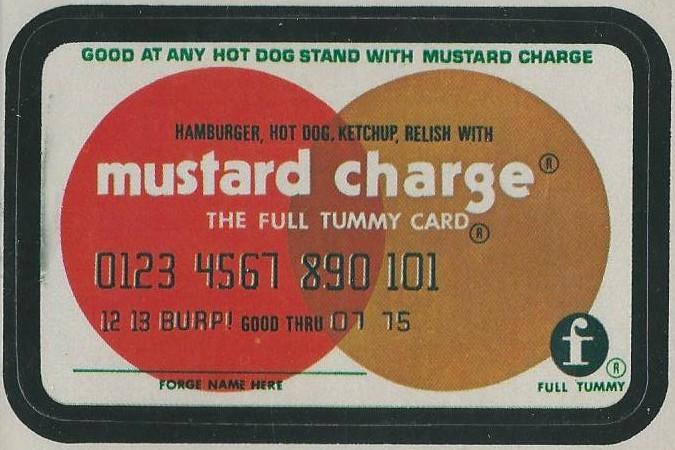 GOOD AT ANY HOT DOG STAND WITH MUSTARD CHARGE
HAMBURGER, HOT DOG, KETCHUP, RELISH WITH
mustard charge®
THE FULL TUMMY CARD®
0123 4567 890 101
12 13 BURP! GOOD THRU 07 75
FORGE NAME HERE
f ®
FULL TUMMY